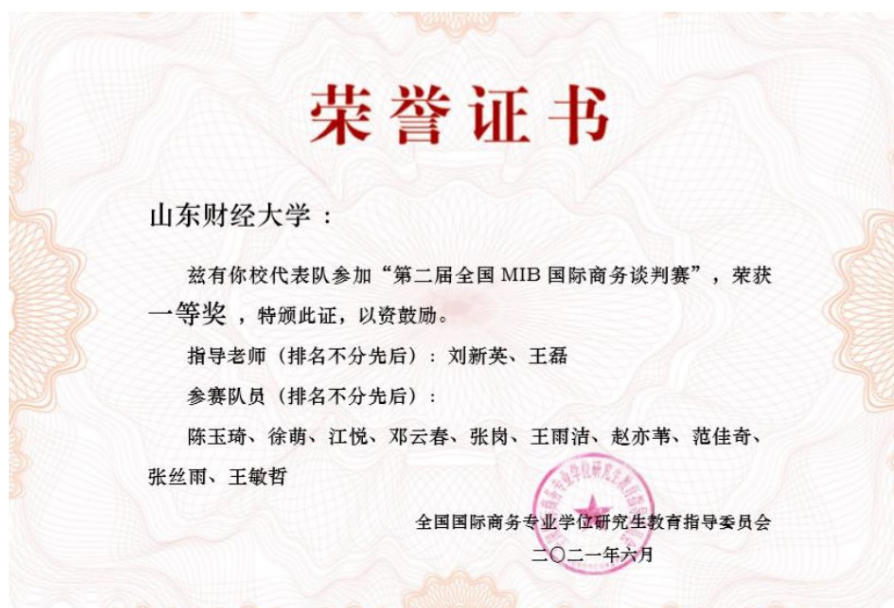 荣誉证书
山东财经大学：
兹有你校代表队参加“第二届全国 MIB 国际商务谈判赛”，荣获
一等奖 ，特颁此证，以资鼓励。
指导老师（排名不分先后）：刘新英、王磊
参赛队员（排名不分先后）：
陈玉琦、徐萌、江悦、邓云春、张岗、王雨洁、赵亦苇、范佳奇、
张丝雨、王敏哲
全国国际商务专业学位研究生教育指导委员会
二〇二一年六月